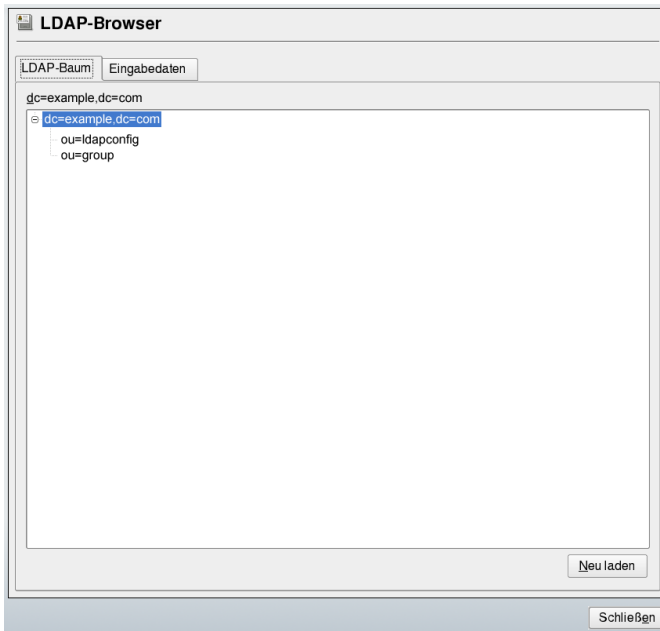 LDAP-Browser
LDAP-Baum Eingabedaten
dc=example,dc=com
dc=example,dc=com
ou=ldapconfig
ou=group
Neu laden
Schließen